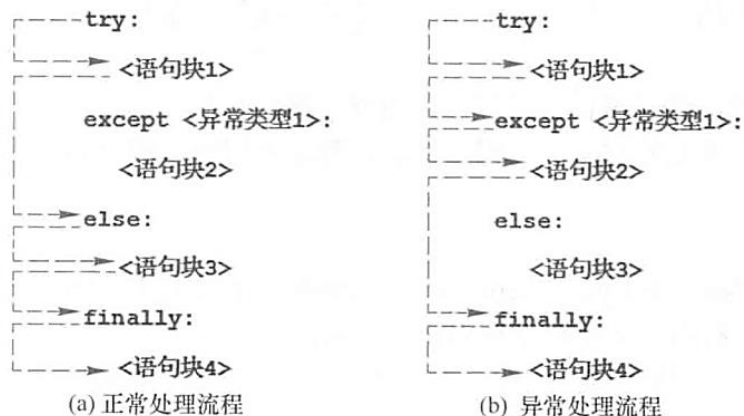 try:
<语句块1>
except <异常类型1>:
<语句块2>
else:
<语句块3>
finally:
<语句块4>
(a) 正常处理流程
try:
<语句块1>
except <异常类型1>:
<语句块2>
else:
<语句块3>
finally:
<语句块4>
(b) 异常处理流程